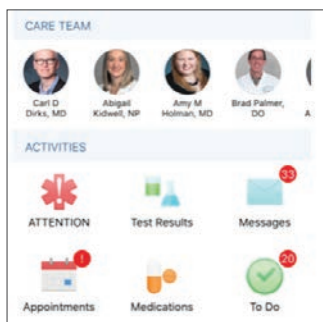 CARE TEAM
Carl D
Dirks, MD
Abigail
Kidwell, NP
Amy M
Holman, MD
Brad Palmer,
DO
A
ACTIVITIES
33
ATTENTION
Test Results
Messages
!
20
Appointments
Medications
To Do